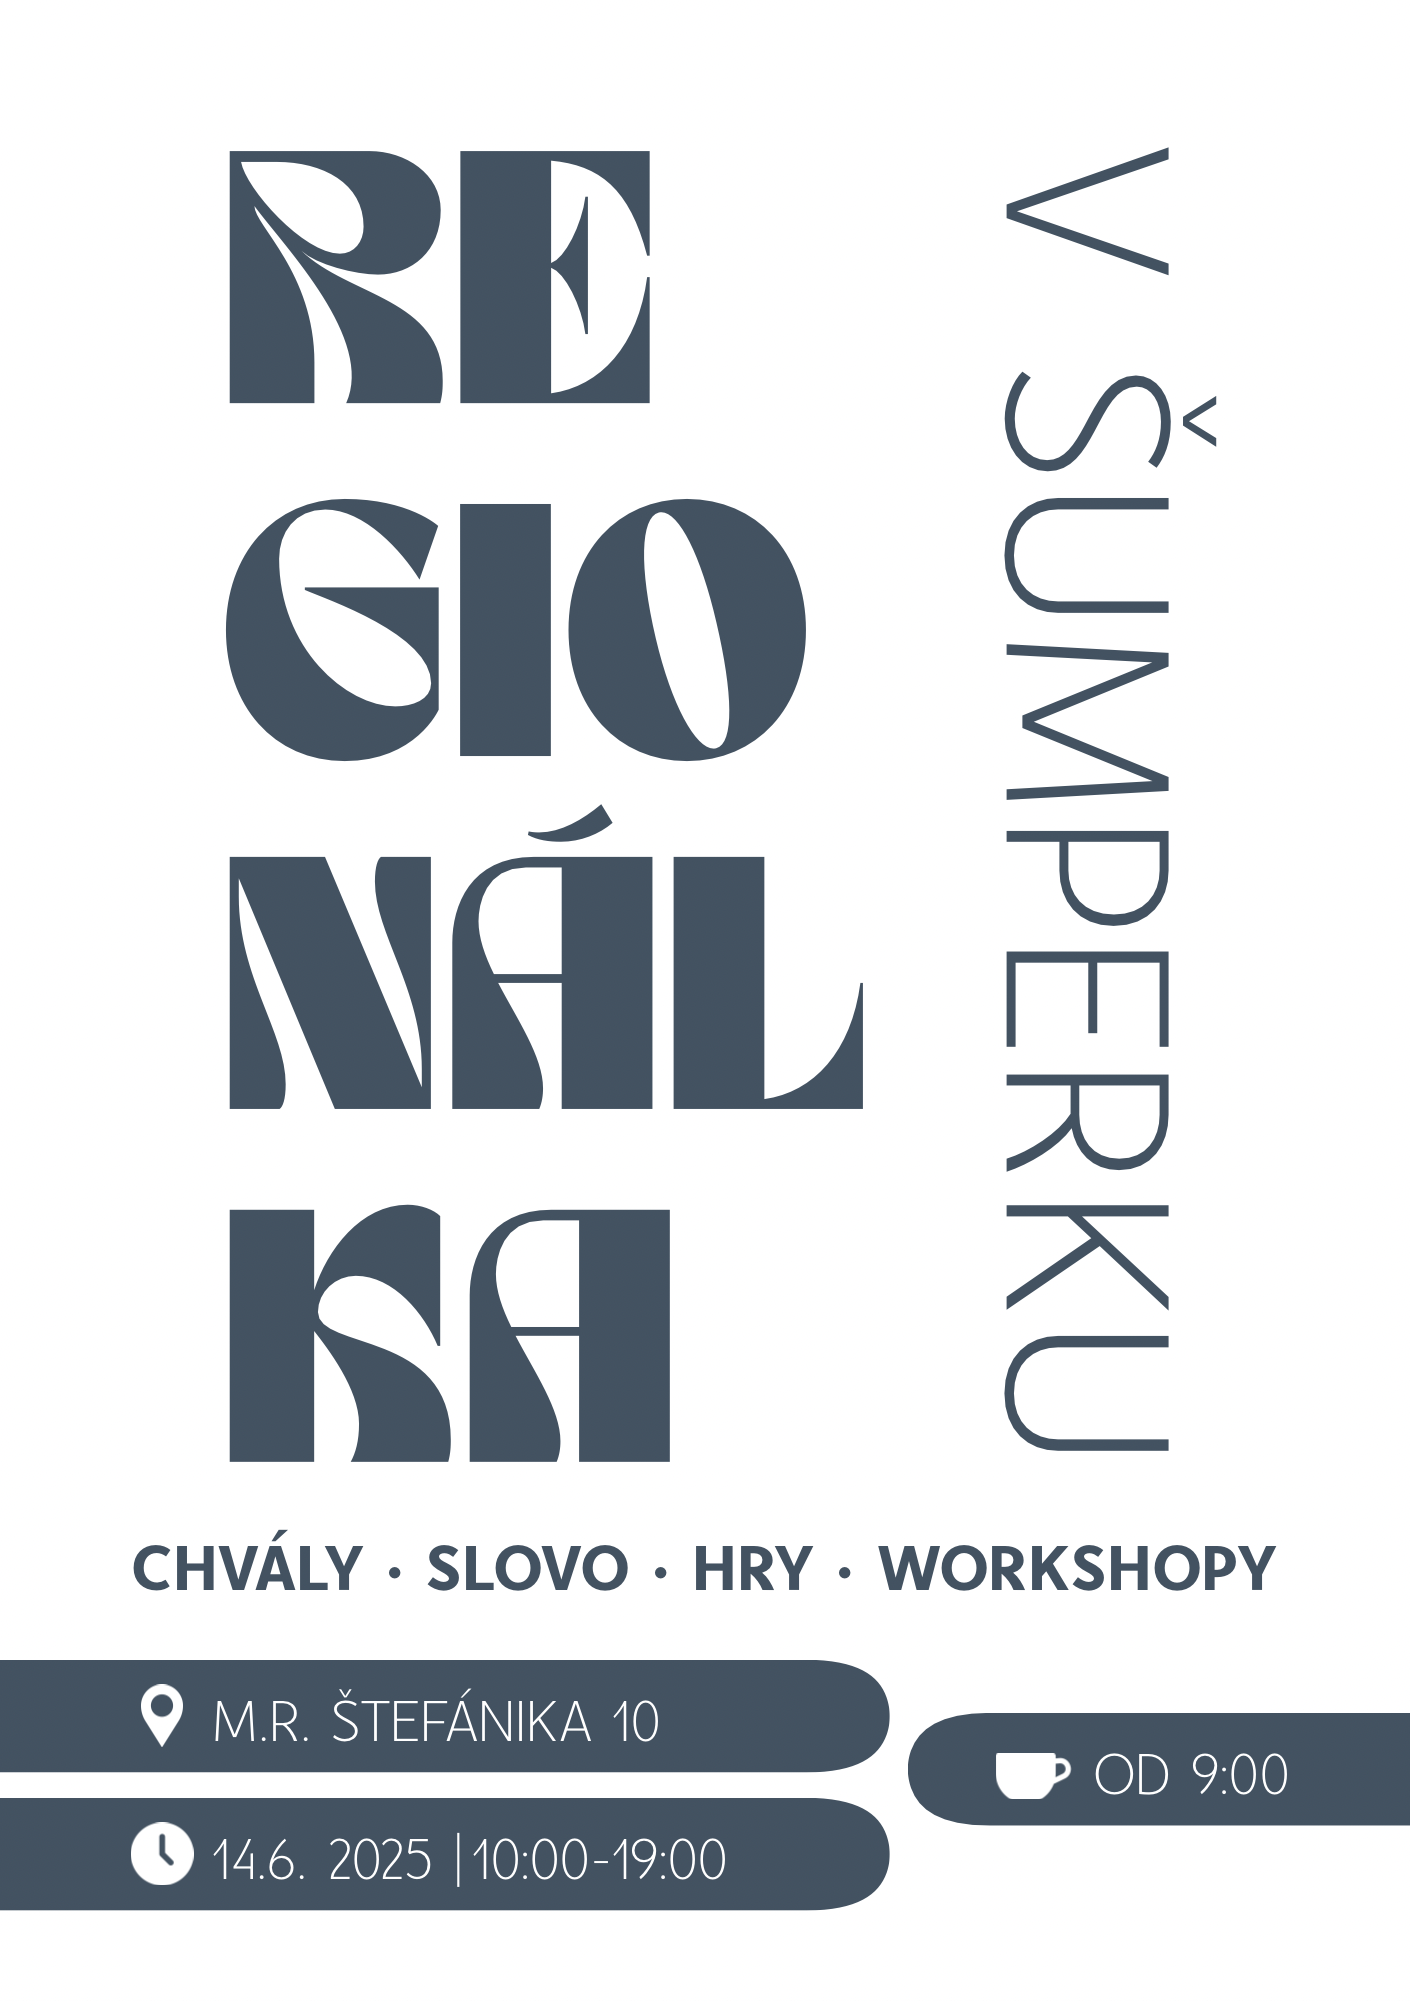 RE
GIO
NÁL
KA
V ŠUMPERKU
CHVÁLY · SLOVO · HRY · WORKSHOPY
M.R. ŠTEFÁNIKA 10
14.6. 2025 | 10:00-19:00
OD 9:00